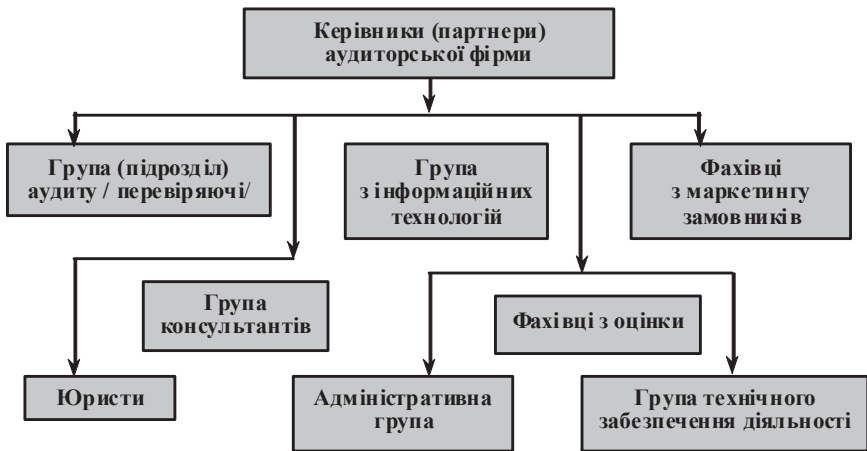 Керівники (партнери)
аудиторської фірми
Група (підрозділ)
аудиту / перевіряючі/
Група
з інформаційних
технологій
Фахівці
з маркетингу
замовників
Група
консультантів
Фахівці з оцінки
Юристи
Адміністративна
група
Група технічного
забезпечення діяльності